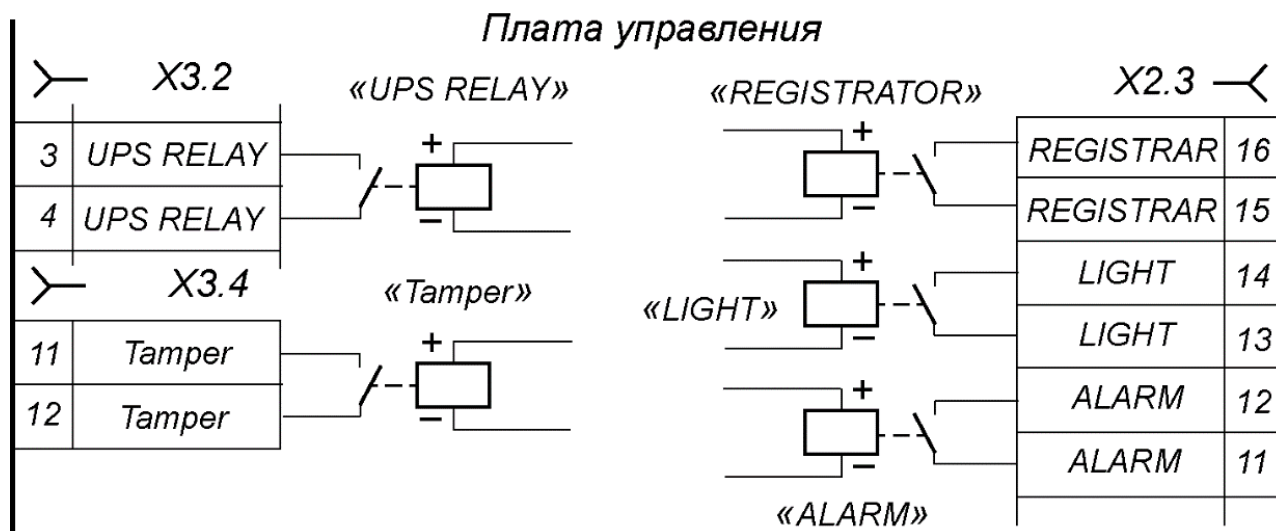 Плата управления
X3.2
«UPS RELAY»
3 UPS RELAY
4 UPS RELAY
X3.4
«Tamper»
11 Tamper
12 Tamper
+
−
+
−
«REGISTRATOR»
X2.3
+
−
REGISTRAR 16
REGISTRAR 15
«LIGHT»
+
−
LIGHT 14
LIGHT 13
+
−
ALARM 12
ALARM 11
«ALARM»